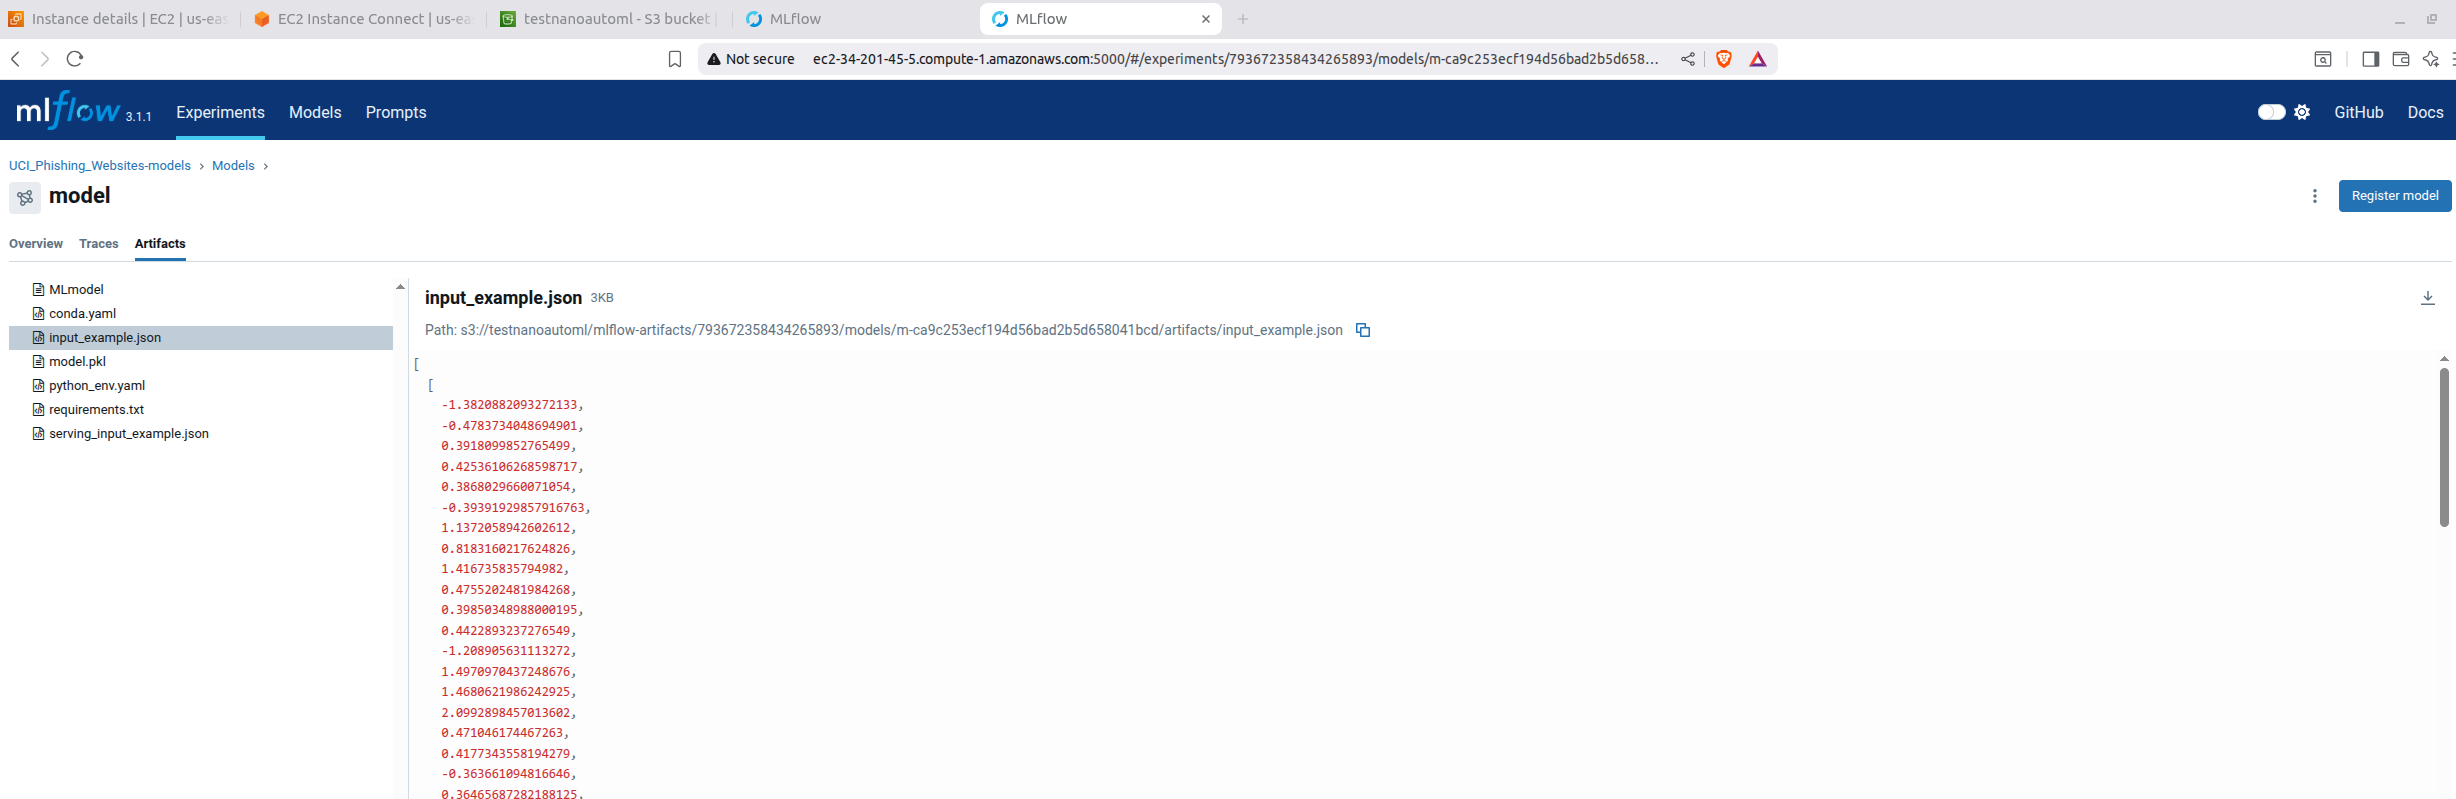 Instance details | EC2 | us-eas
EC2 Instance Connect | us-ea
testnanoautoml - S3 bucket |
MLflow
MLflow
Not secure ec2-34-201-45-5.compute-1.amazonaws.com:5000/#/experiments/793672358434265893/models/m-ca9c253ecf194d56bad2b5d658...
mlflow 3.1.1 Experiments Models Prompts GitHub Docs
UCI_Phishing_Websites-models › Models ›
model
Register model
Overview Traces Artifacts
MLmodel
conda.yaml
input_example.json
model.pkl
python_env.yaml
requirements.txt
serving_input_example.json
input_example.json 3KB
Path: s3://testnanoautoml/mlflow-artifacts/793672358434265893/models/m-ca9c253ecf194d56bad2b5d658041bcd/artifacts/input_example.json
[
[
-1.3820882093272133,
-0.4783734048694901,
0.3918099852765499,
0.42536106268598717,
0.3868029660071054,
-0.39391929857916763,
1.1372058942602612,
0.8183160217624826,
1.416735835794982,
0.4755202481984268,
0.39850348988000195,
0.4422893237276549,
-1.208905631113272,
1.4970970437248676,
1.4680621986242925,
2.0992898457013602,
0.471046174467263,
0.4177343558194279,
-0.363661094816646,
0.36465687282188125,